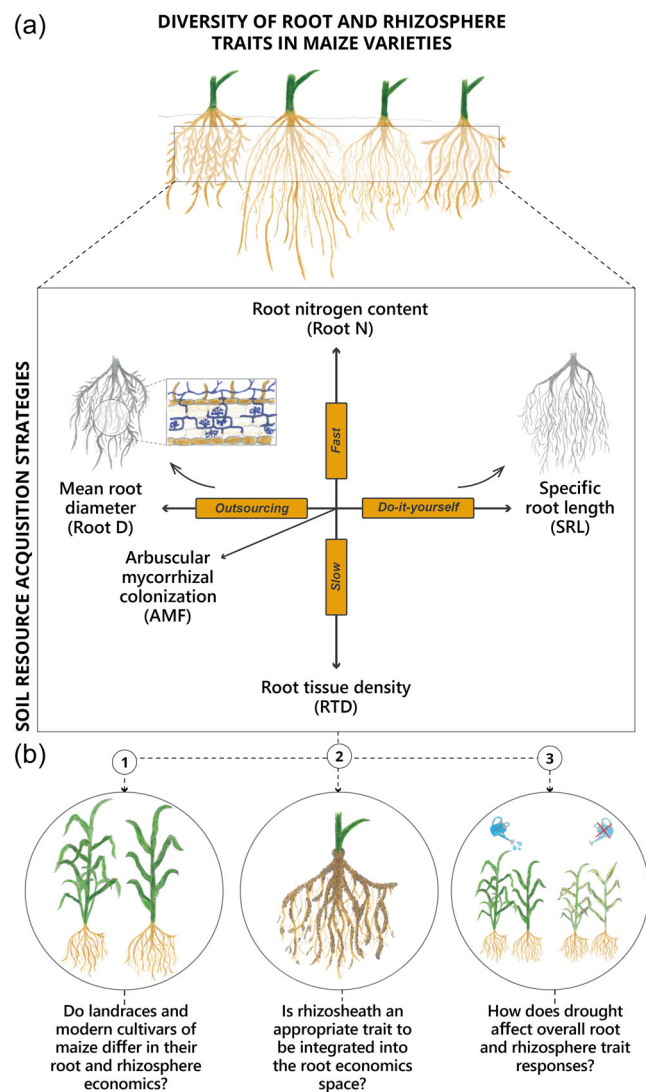 (a)
DIVERSITY OF ROOT AND RHIZOSPHERE
TRAITS IN MAIZE VARIETIES
SOIL RESOURCE ACQUISITION STRATEGIES
Root nitrogen content
(Root N)
Fast
Mean root
diameter
(Root D)
Outsourcing
Do-it-yourself
Specific
root length
(SRL)
Arbuscular
mycorrhizal
colonization
(AMF)
Slow
Root tissue density
(RTD)
(b)
1
2
3
Do landraces and
modern cultivars of
maize differ in their
root and rhizosphere
economics?
Is rhizosheath an
appropriate trait to
be integrated into
the root economics
space?
How does drought
affect overall root
and rhizosphere trait
responses?